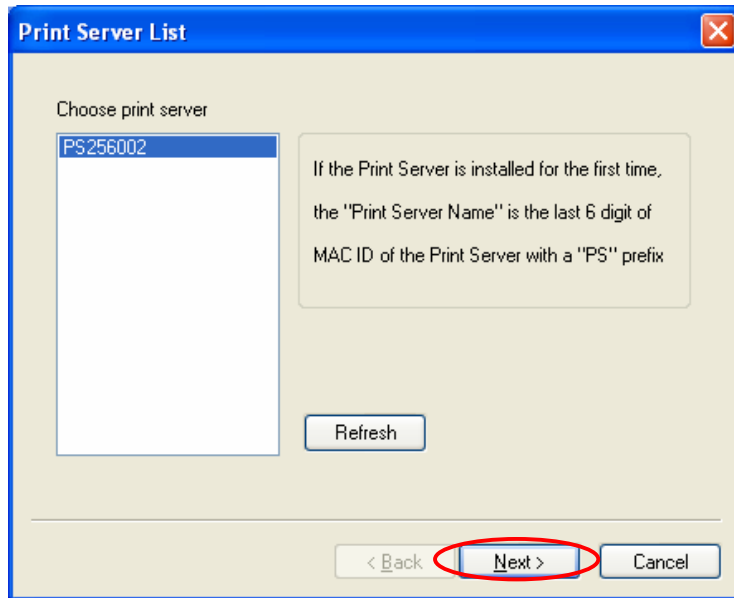 Print Server List
Choose print server
PS256002
If the Print Server is installed for the first time,
the "Print Server Name" is the last 6 digit of
MAC ID of the Print Server with a "PS" prefix
Refresh
< Back
Next >
Cancel